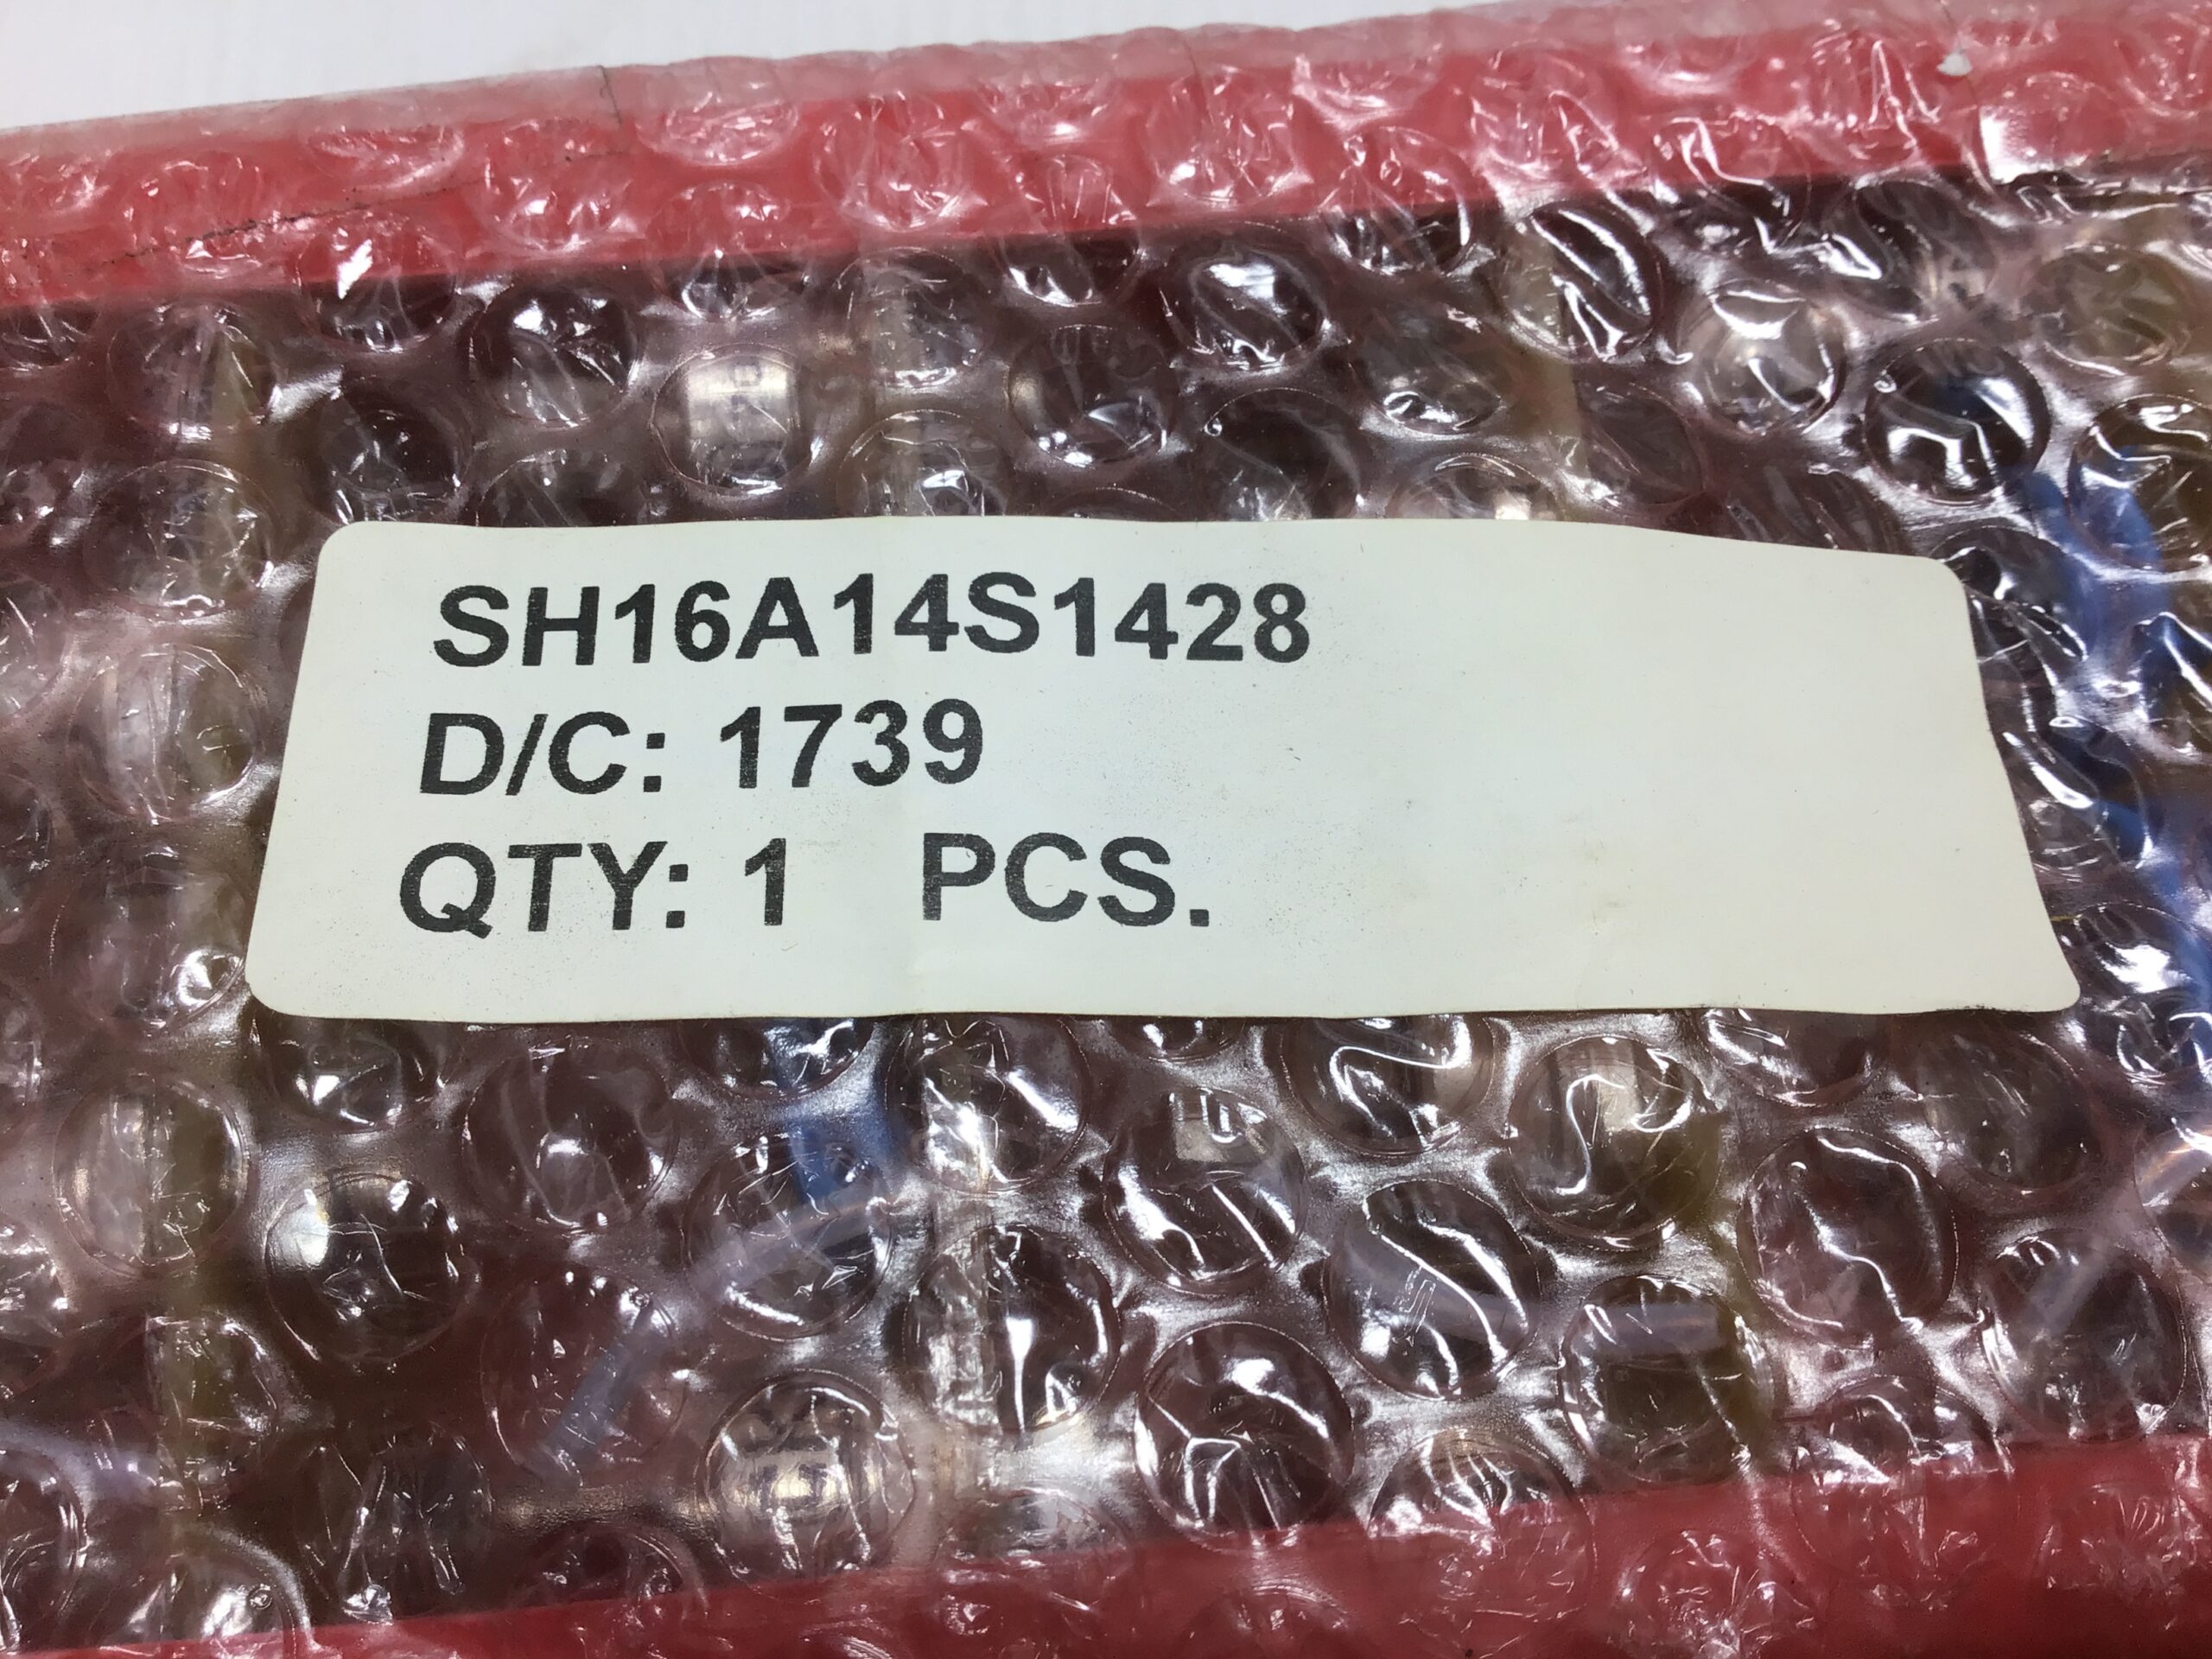 SH16A14S1428
D/C: 1739
QTY: 1 PCS.